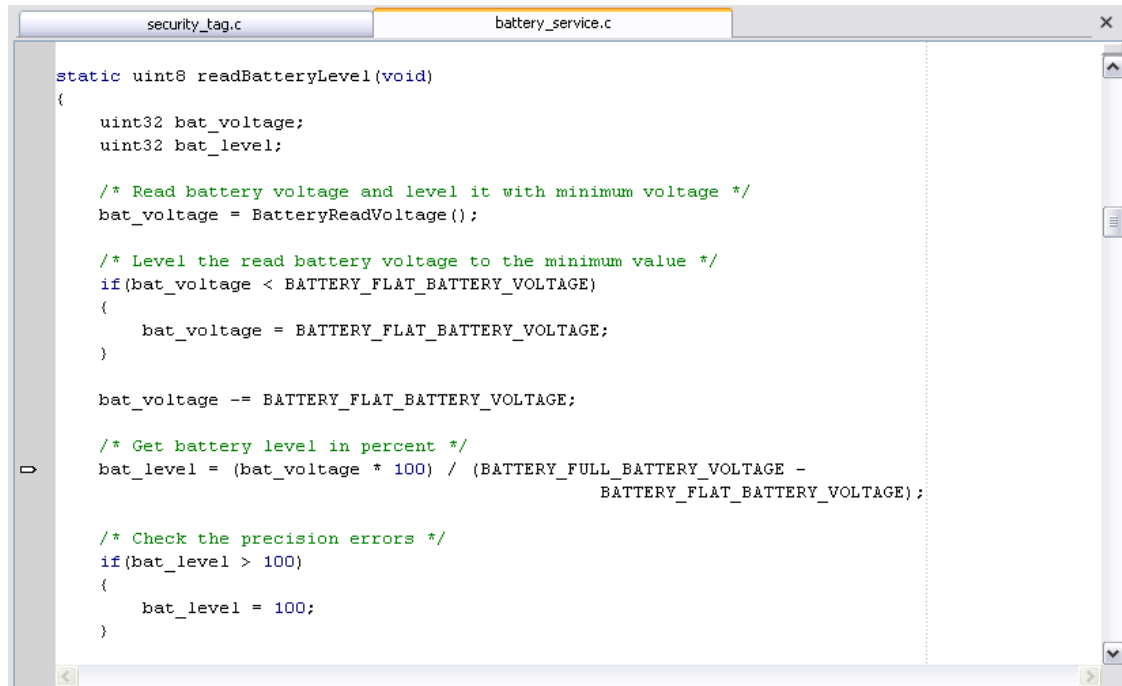 security_tag.c
battery_service.c
static uint8 readBatteryLevel(void)
{
    uint32 bat_voltage;
    uint32 bat_level;

    /* Read battery voltage and level it with minimum voltage */
    bat_voltage = BatteryReadVoltage();

    /* Level the read battery voltage to the minimum value */
    if(bat_voltage < BATTERY_FLAT_BATTERY_VOLTAGE)
    {
        bat_voltage = BATTERY_FLAT_BATTERY_VOLTAGE;
    }

    bat_voltage -= BATTERY_FLAT_BATTERY_VOLTAGE;

    /* Get battery level in percent */
    bat_level = (bat_voltage * 100) / (BATTERY_FULL_BATTERY_VOLTAGE -
                                                  BATTERY_FLAT_BATTERY_VOLTAGE);

    /* Check the precision errors */
    if(bat_level > 100)
    {
        bat_level = 100;
    }